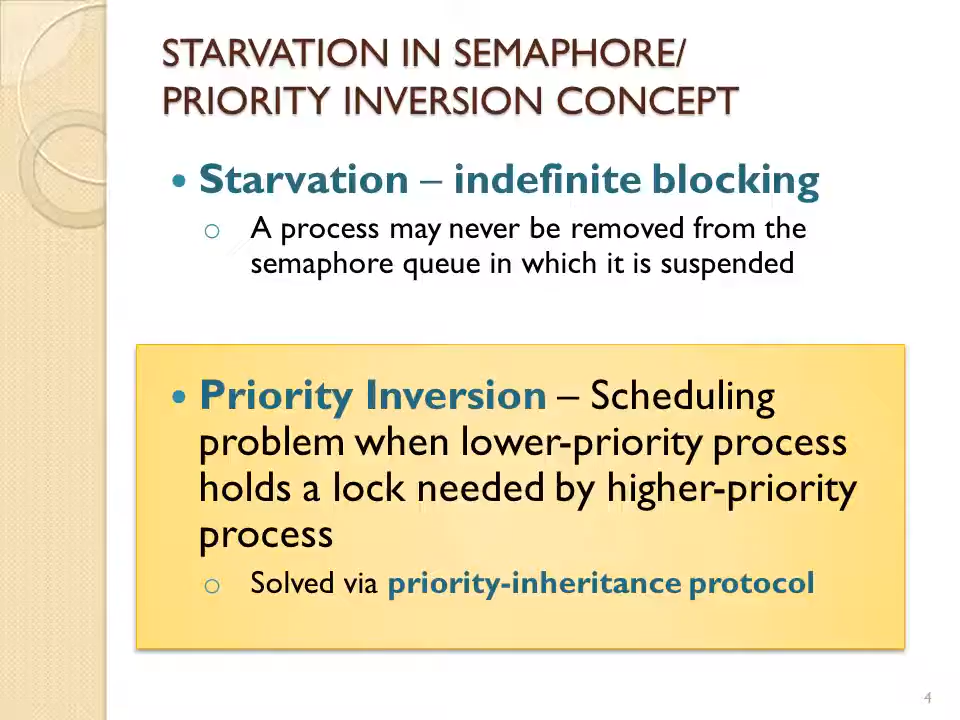 STARVATION IN SEMAPHORE/
PRIORITY INVERSION CONCEPT
• Starvation – indefinite blocking
o A process may never be removed from the
semaphore queue in which it is suspended
• Priority Inversion – Scheduling
problem when lower-priority process
holds a lock needed by higher-priority
process
o Solved via priority-inheritance protocol
4